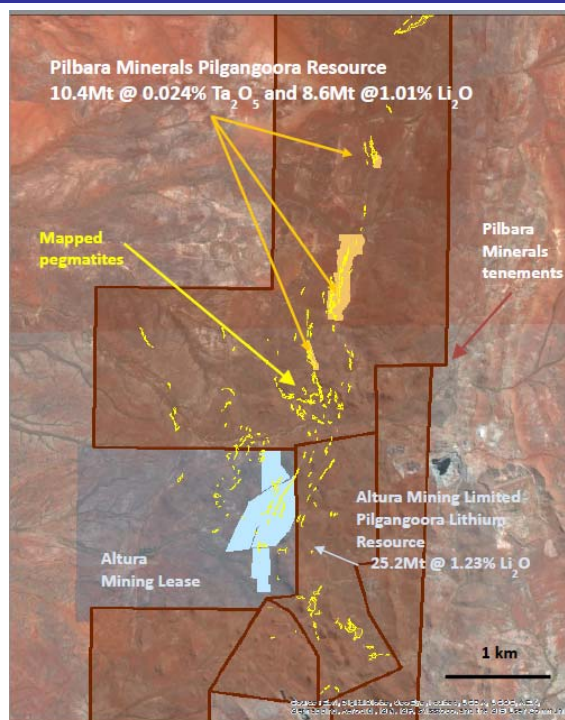 Pilbara Minerals Pilgangoora Resource
10.4Mt @ 0.024% Ta₂O₅ and 8.6Mt @1.01% Li₂O
Mapped
pegmatites
Pilbara
Minerals
tenements
Altura Mining Limited
Pilgangoora Lithium
Resource
25.2Mt @ 1.23% Li₂O
Altura
Mining Lease
1 km